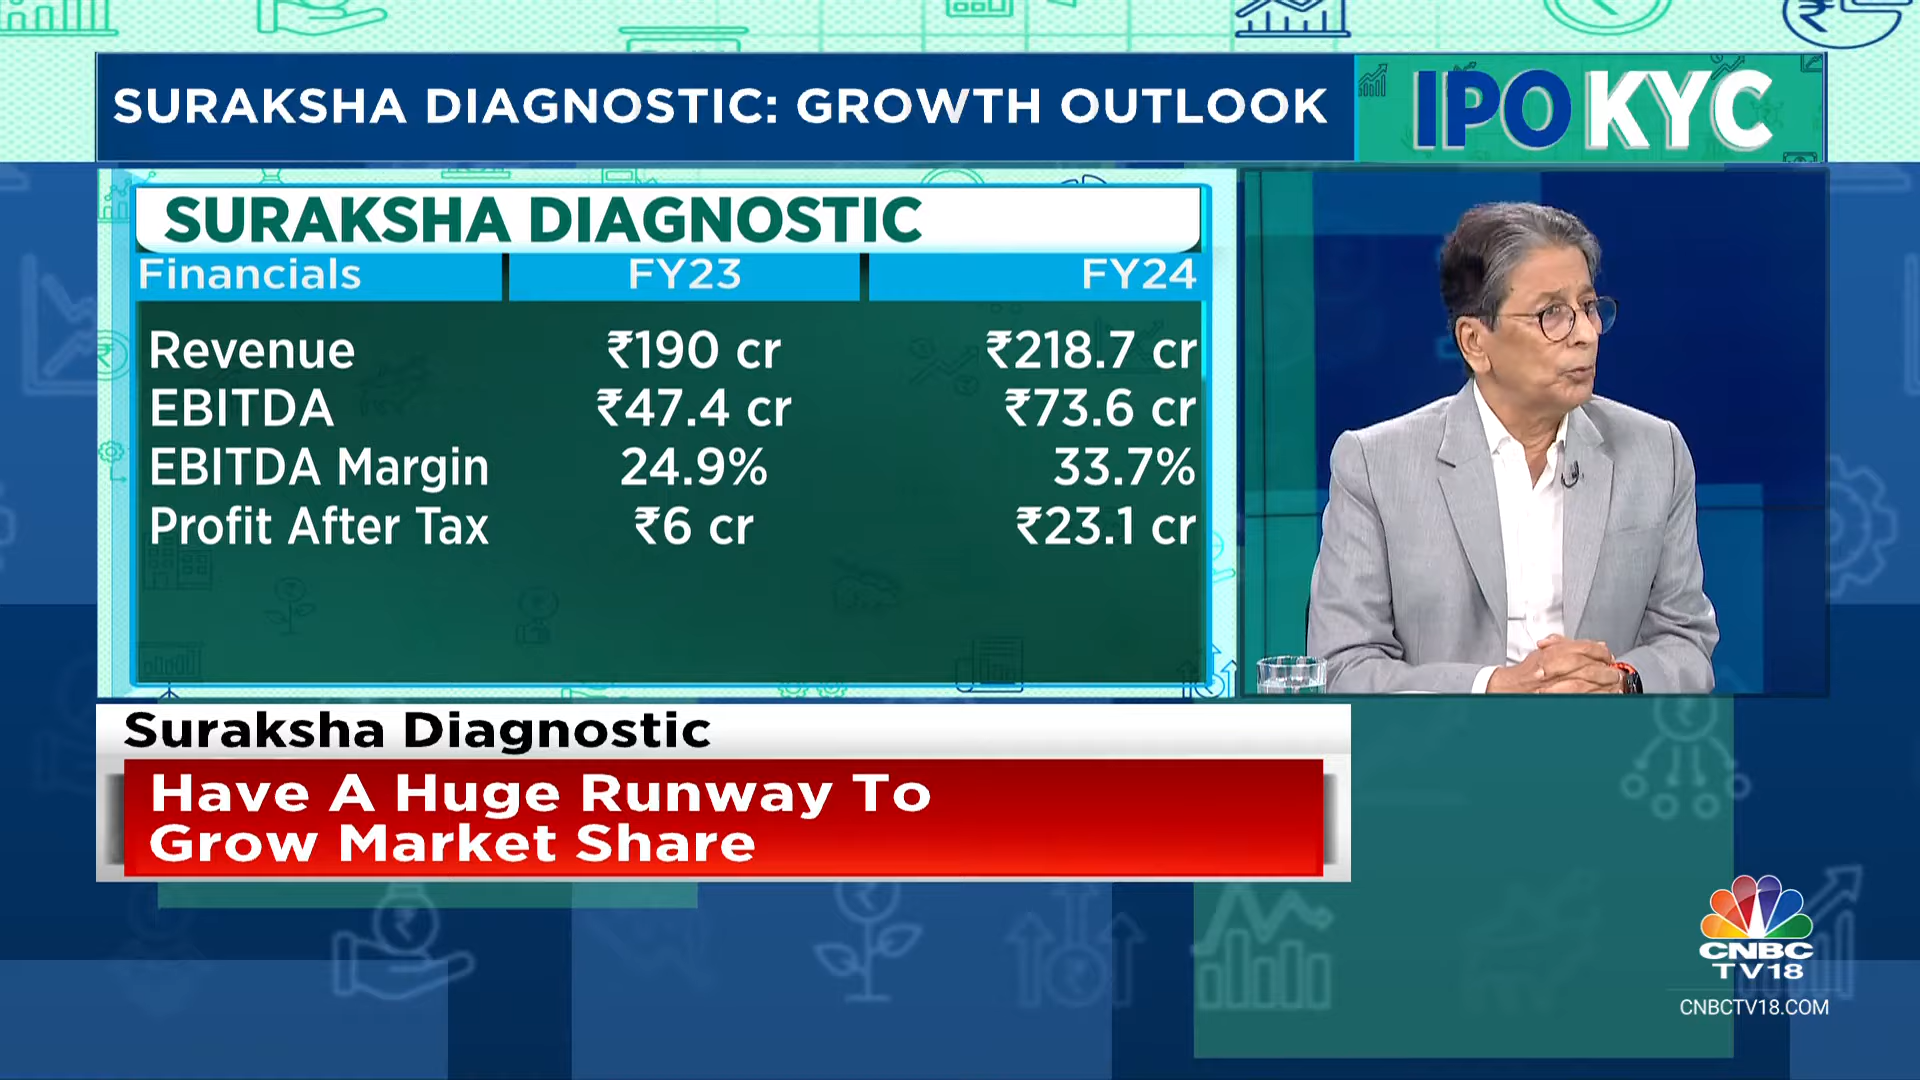 SURAKSHA DIAGNOSTIC: GROWTH OUTLOOK
IPO KYC
SURAKSHA DIAGNOSTIC
Financials FY23 FY24
Revenue ₹190 cr ₹218.7 cr
EBITDA ₹47.4 cr ₹73.6 cr
EBITDA Margin 24.9% 33.7%
Profit After Tax ₹6 cr ₹23.1 cr
Suraksha Diagnostic
Have A Huge Runway To
Grow Market Share
CNBC
TV18
CNBCTV18.COM